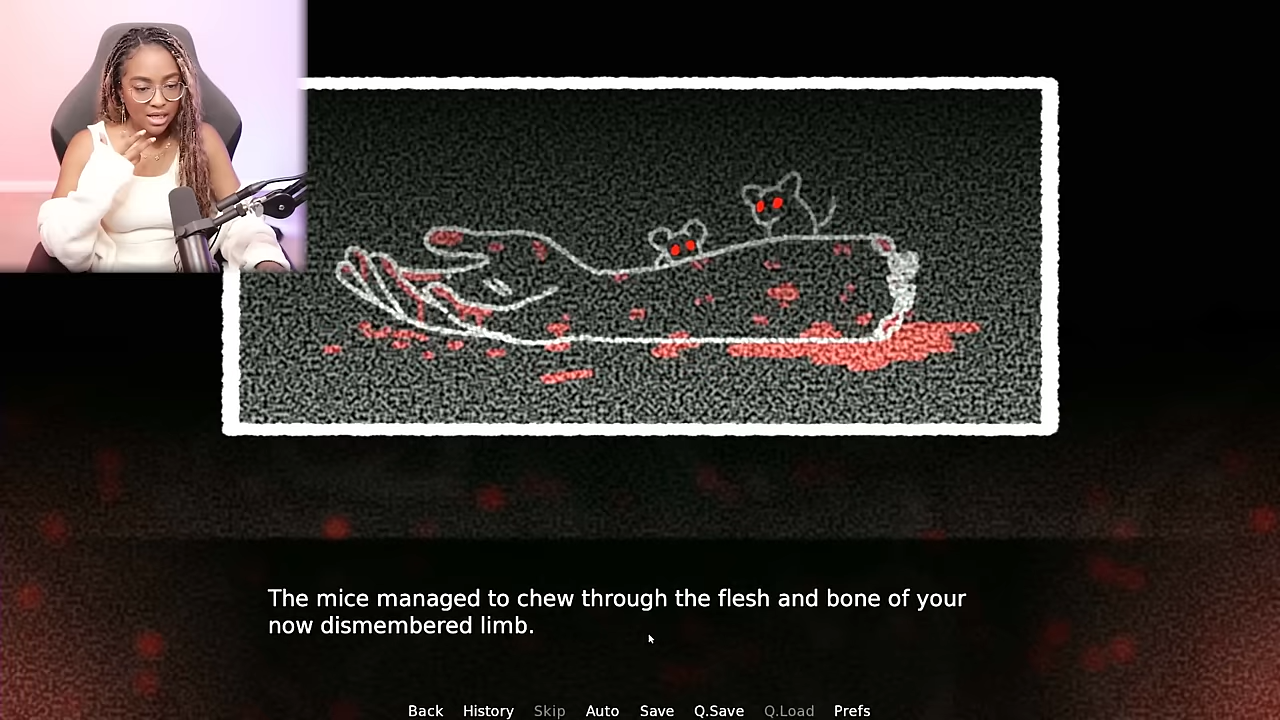 The mice managed to chew through the flesh and bone of your
now dismembered limb.
Back History Skip Auto Save Q.Save Q.Load Prefs